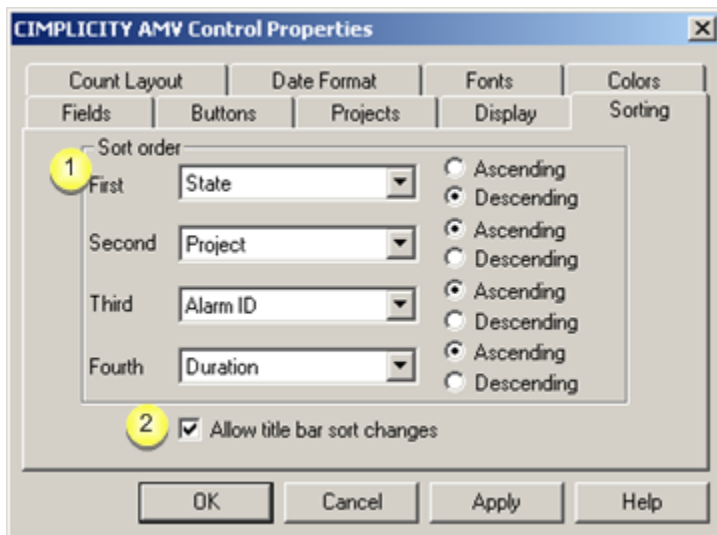 CIMPLICITY AMV Control Properties
Count Layout Date Format Fonts Colors
Fields Buttons Projects Display Sorting
Sort order
1
First State Ascending
Descending
Second Project Ascending
Descending
Third Alarm ID Ascending
Descending
Fourth Duration Ascending
Descending
2 Allow title bar sort changes
OK Cancel Apply Help